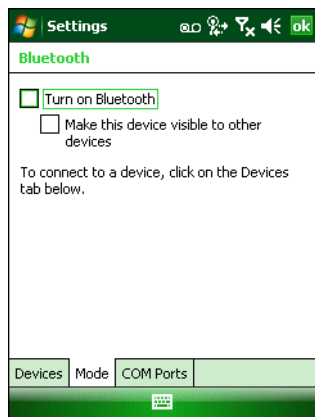 Settings
ok
Bluetooth
Turn on Bluetooth
Make this device visible to other
devices
To connect to a device, click on the Devices
tab below.
Devices Mode COM Ports